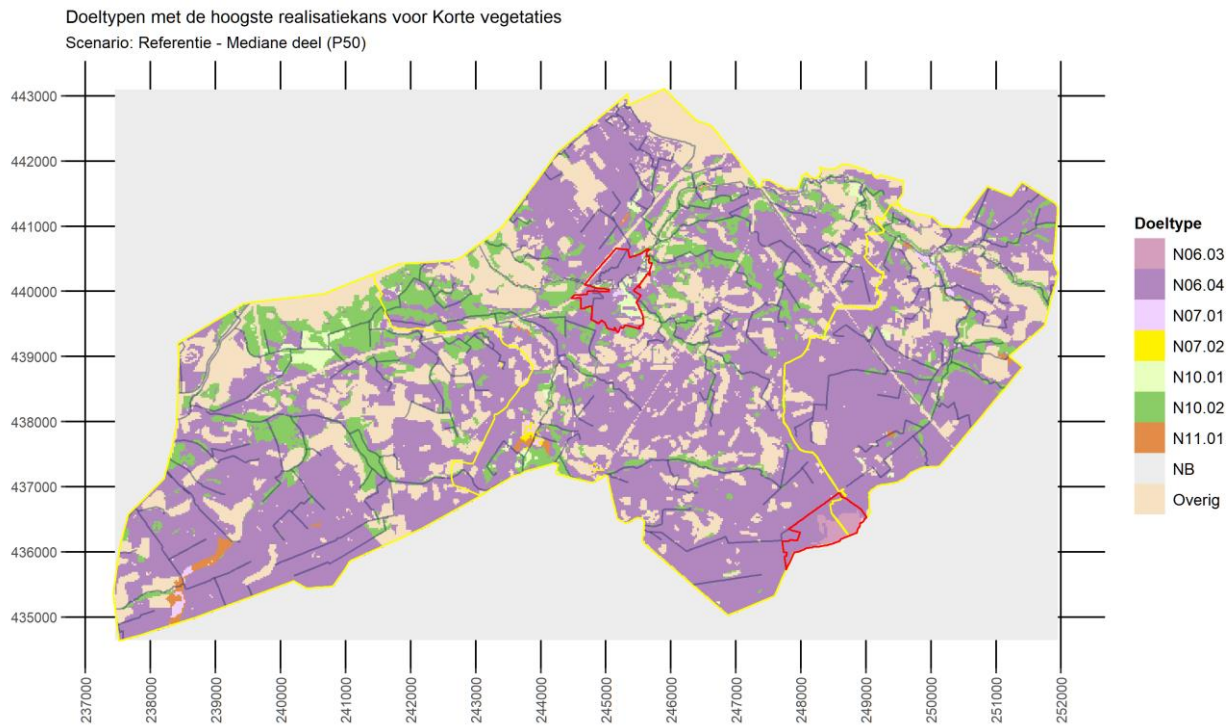 Doeltypen met de hoogste realisatiekans voor Korte vegetaties
Scenario: Referentie - Mediane deel (P50)
443000
442000
441000
440000
439000
438000
437000
436000
435000
237000
238000
239000
240000
241000
242000
243000
244000
245000
246000
247000
248000
249000
250000
251000
252000
Doeltype
N06.03
N06.04
N07.01
N07.02
N10.01
N10.02
N11.01
NB
Overig